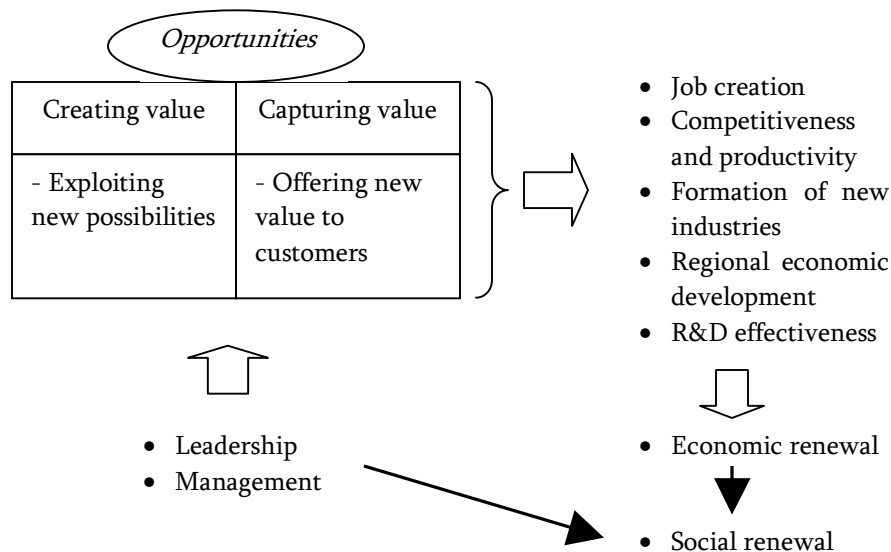 Opportunities
Creating value
Capturing value
- Exploiting
new possibilities
- Offering new
value to
customers
• Job creation
• Competitiveness
and productivity
• Formation of new
industries
• Regional economic
development
• R&D effectiveness
• Leadership
• Management
• Economic renewal
• Social renewal